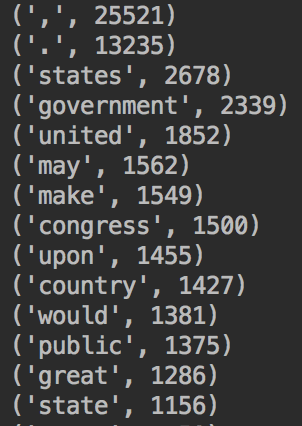 (',', 25521)
('.', 13235)
('states', 2678)
('government', 2339)
('united', 1852)
('may', 1562)
('make', 1549)
('congress', 1500)
('upon', 1455)
('country', 1427)
('would', 1381)
('public', 1375)
('great', 1286)
('state', 1156)